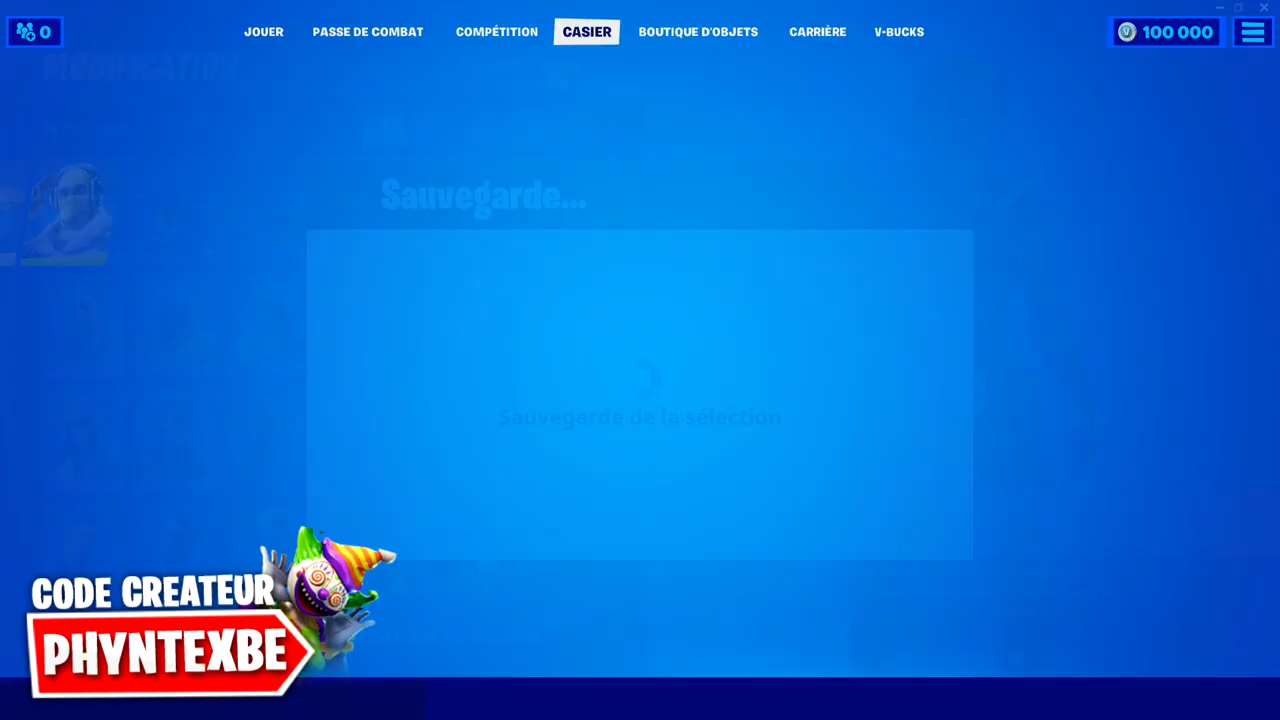 0
JOUER
PASSE DE COMBAT
COMPÉTITION
CASIER
BOUTIQUE D'OBJETS
CARRIÈRE
V-BUCKS
100 000
MODIFICATION
Sauvegarde...
Sauvegarde de la sélection
CODE CREATEUR
PHYNTEXBE